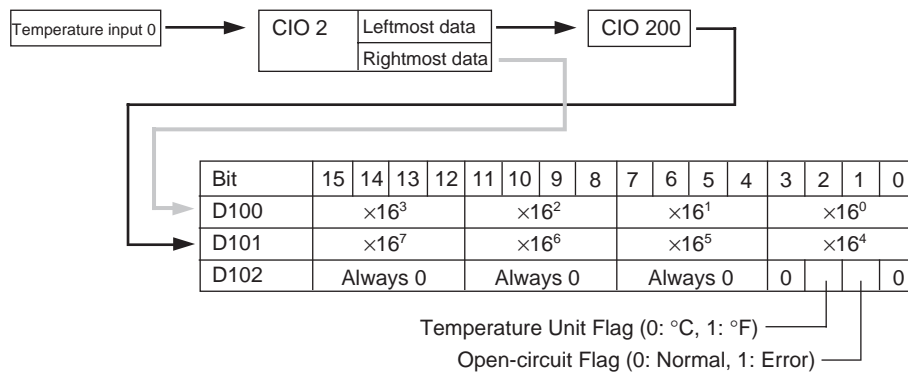 Temperature input 0
CIO 2
Leftmost data
Rightmost data
CIO 200
Bit 15 14 13 12 11 10 9 8 7 6 5 4 3 2 1 0
D100 ×16³ ×16² ×16¹ ×16⁰
D101 ×16⁷ ×16⁶ ×16⁵ ×16⁴
D102 Always 0 Always 0 Always 0 0 0
Temperature Unit Flag (0: °C, 1: °F)
Open-circuit Flag (0: Normal, 1: Error)